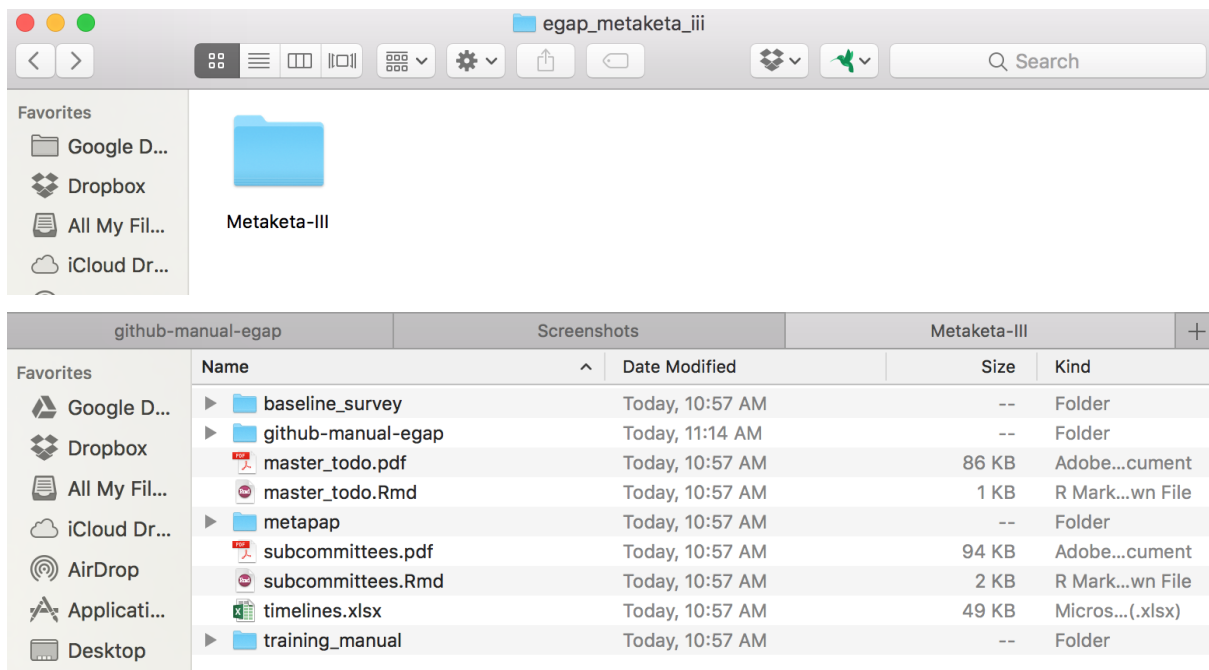 egap_metaketa_iii
Search
Favorites
Google D...
Dropbox
All My Fil...
iCloud Dr...
Metaketa-III
github-manual-egap Screenshots Metaketa-III +
Favorites
Google D...
Dropbox
All My Fil...
iCloud Dr...
AirDrop
Applicati...
Desktop
Name Date Modified Size Kind
baseline_survey Today, 10:57 AM -- Folder
github-manual-egap Today, 11:14 AM -- Folder
master_todo.pdf Today, 10:57 AM 86 KB Adobe...cument
master_todo.Rmd Today, 10:57 AM 1 KB R Mark...wn File
metapap Today, 10:57 AM -- Folder
subcommittees.pdf Today, 10:57 AM 94 KB Adobe...cument
subcommittees.Rmd Today, 10:57 AM 2 KB R Mark...wn File
timelines.xlsx Today, 10:57 AM 49 KB Micros...(.xlsx)
training_manual Today, 10:57 AM -- Folder